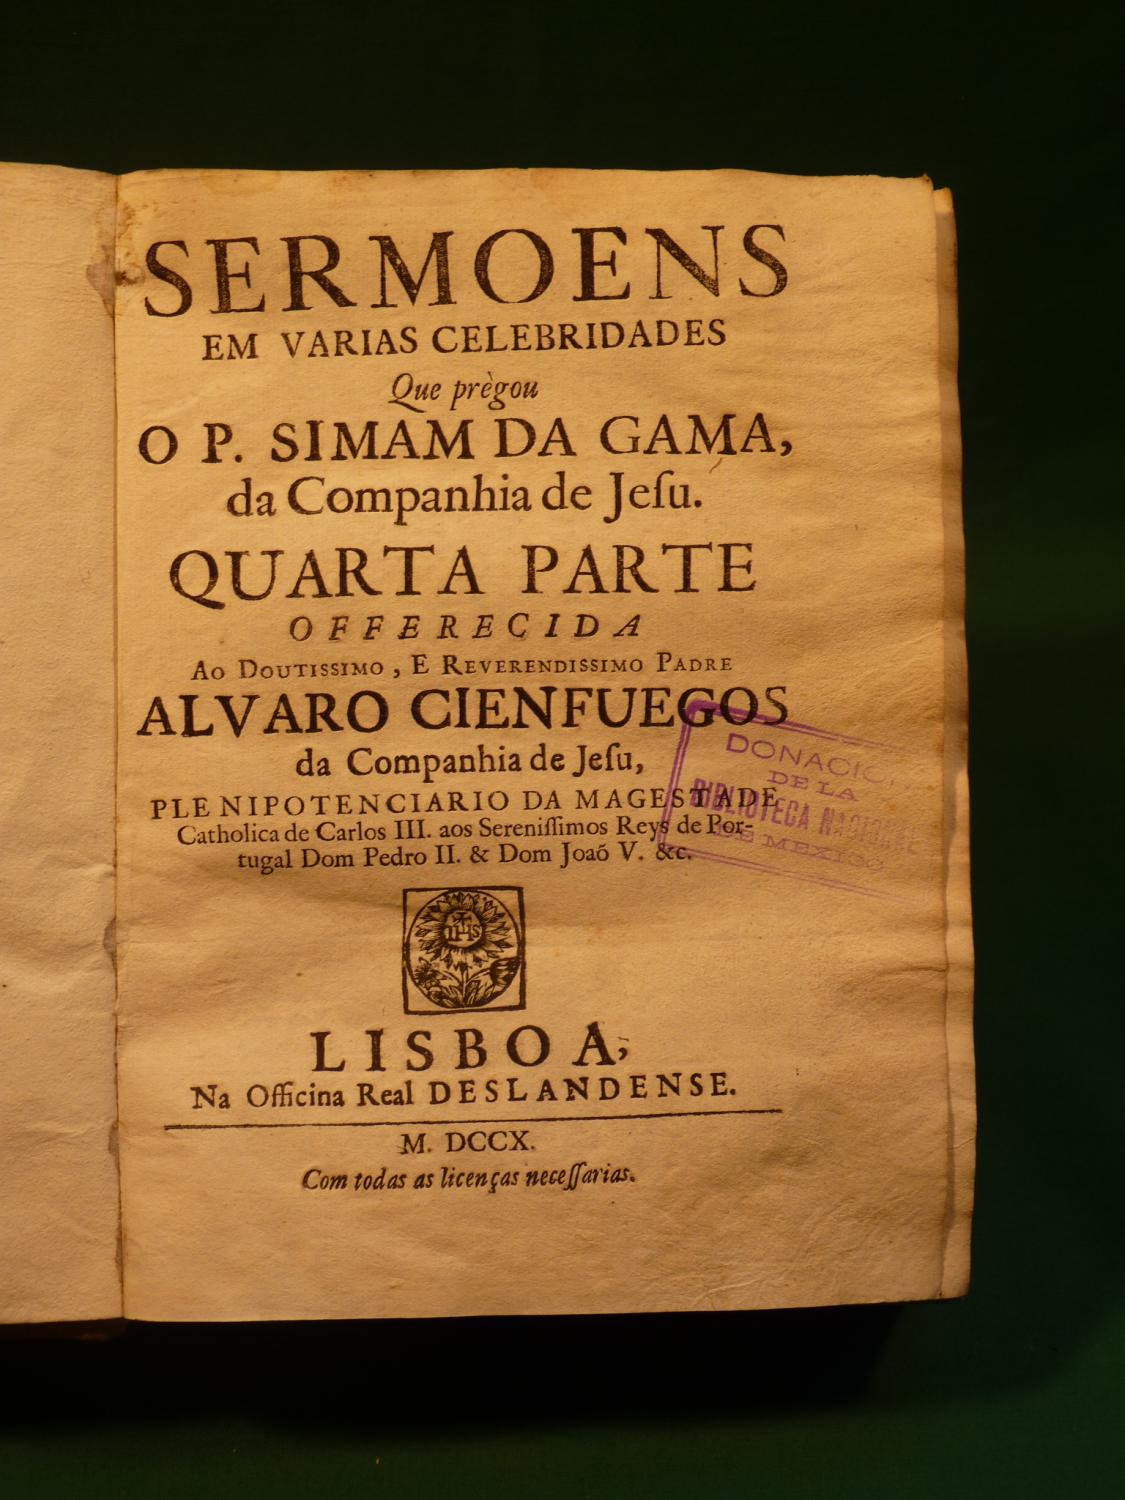 SERMOENS
EM VARIAS CELEBRIDADES
Que prègou
O P. SIMAM DA GAMA,
da Companhia de Jeſu.
QUARTA PARTE
OFFERECIDA
AO DOUTISSIMO, E REVERENDISSIMO PADRE
ALVARO CIENFUEGOS
da Companhia de Jeſu,
PLENIPOTENCIARIO DA MAGESTADE
Catholica de Carlos III. aos Sereniſſimos Reys de Por-
tugal Dom Pedro II. & Dom Joaõ V. &c.
DONACION
DE LA
BIBLIOTECA NACIONAL
DE MEXICO
IHS
LISBOA,
Na Officina Real DESLANDENSE.
M. DCCX.
Com todas as licenças neceſſarias.